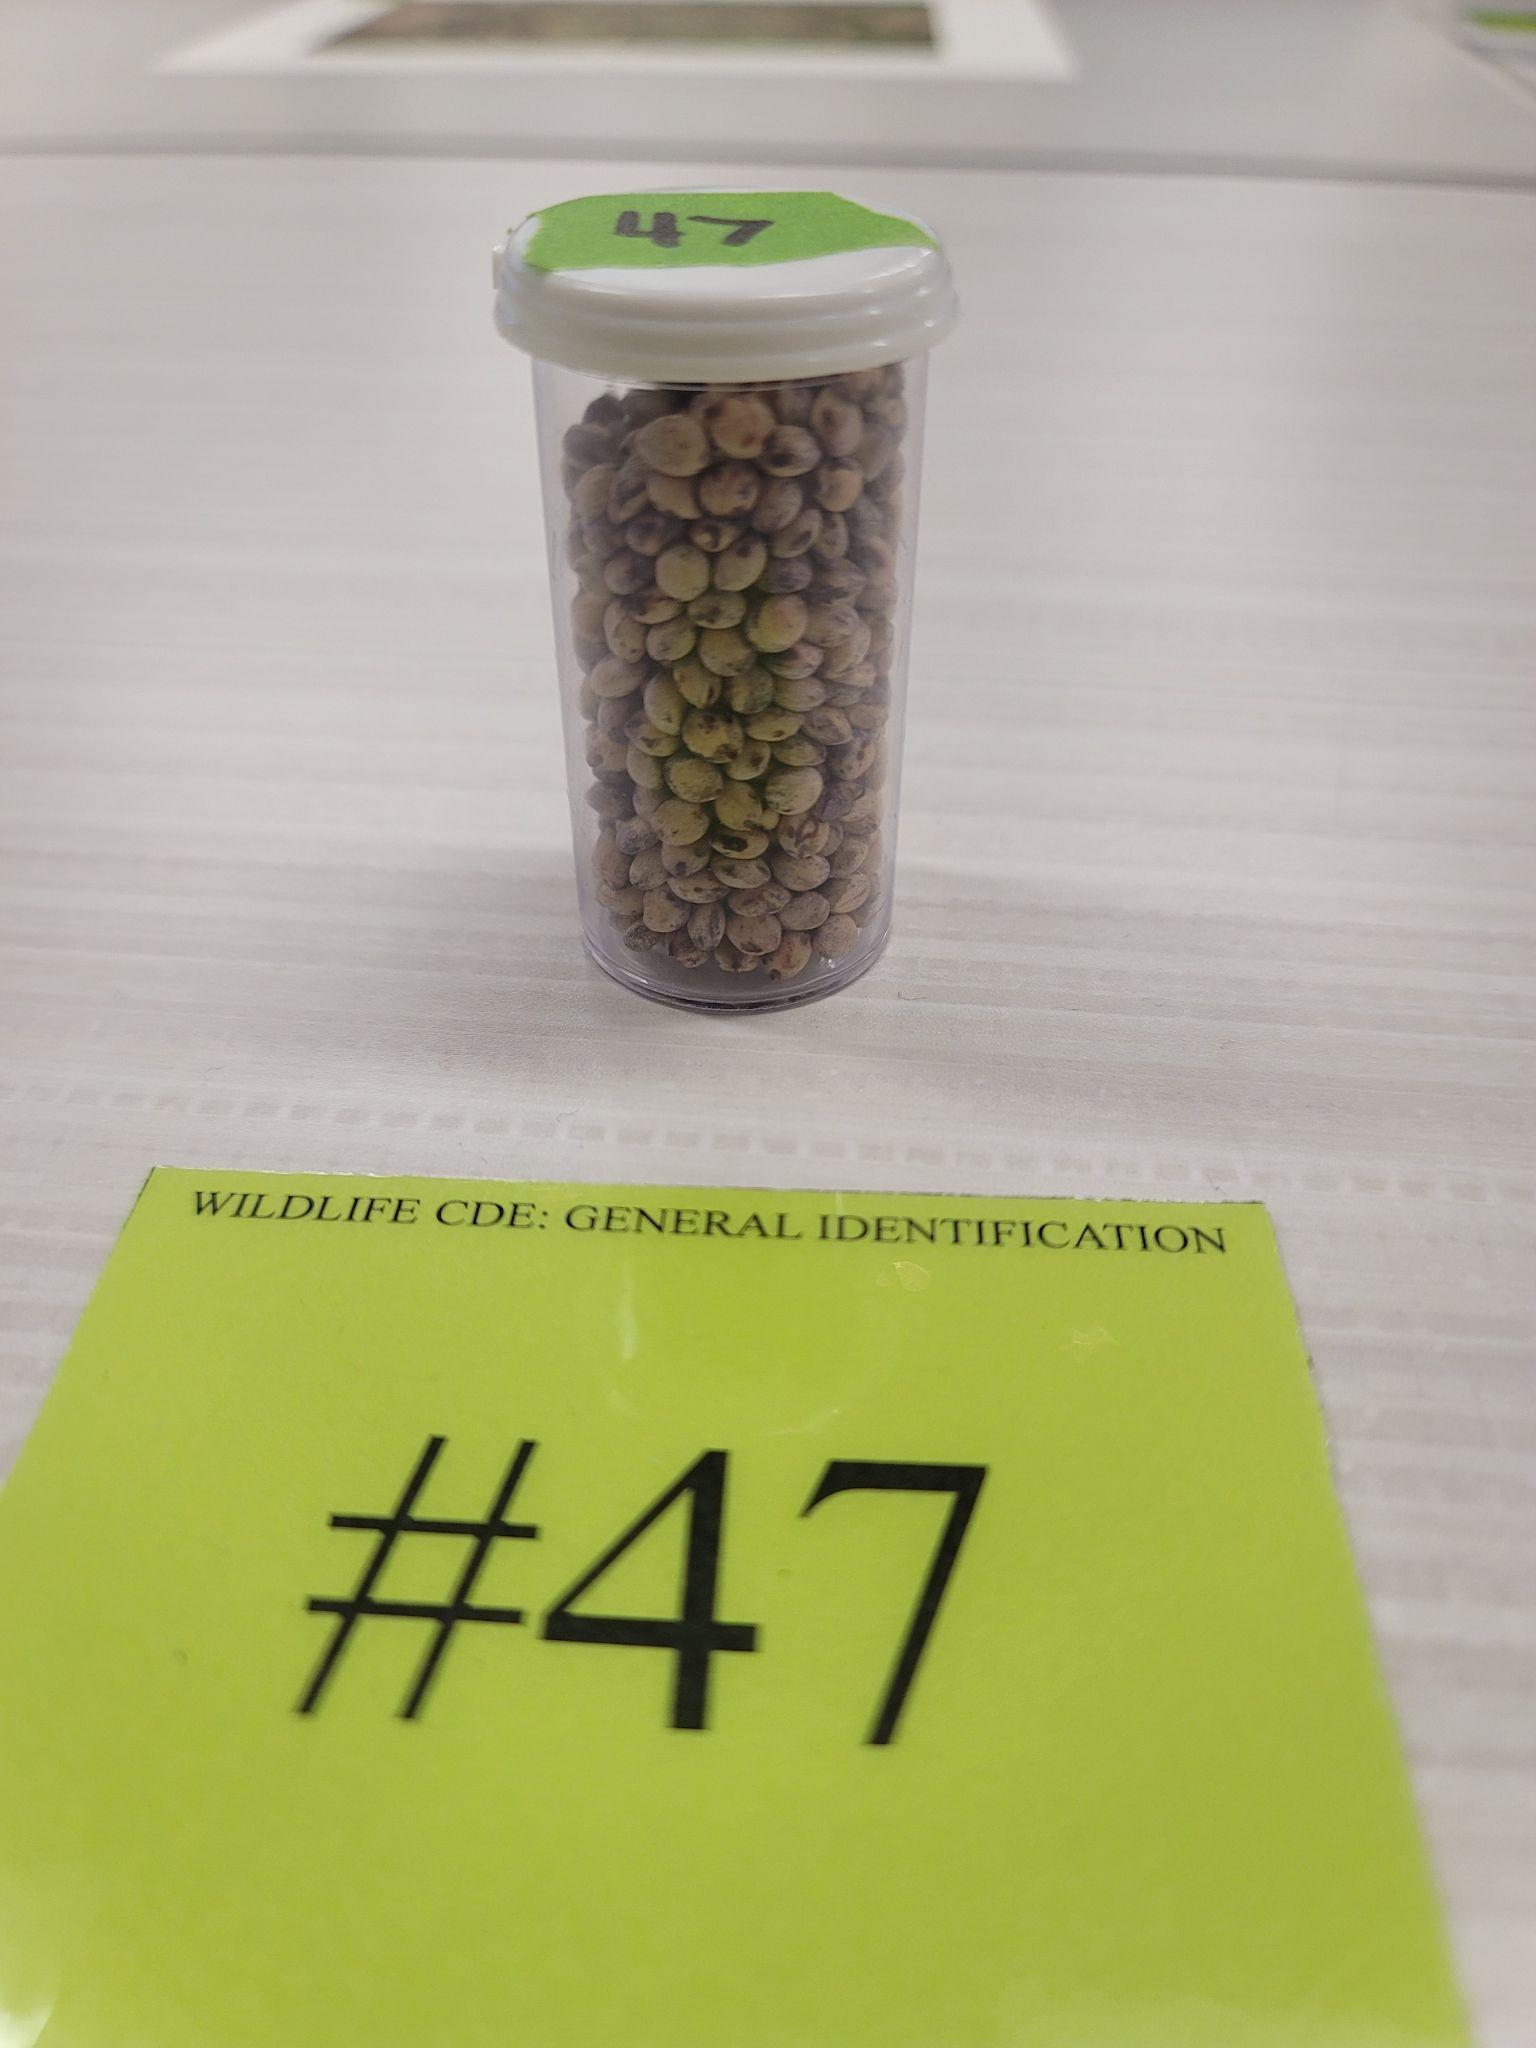 47
WILDLIFE CDE: GENERAL IDENTIFICATION
#47